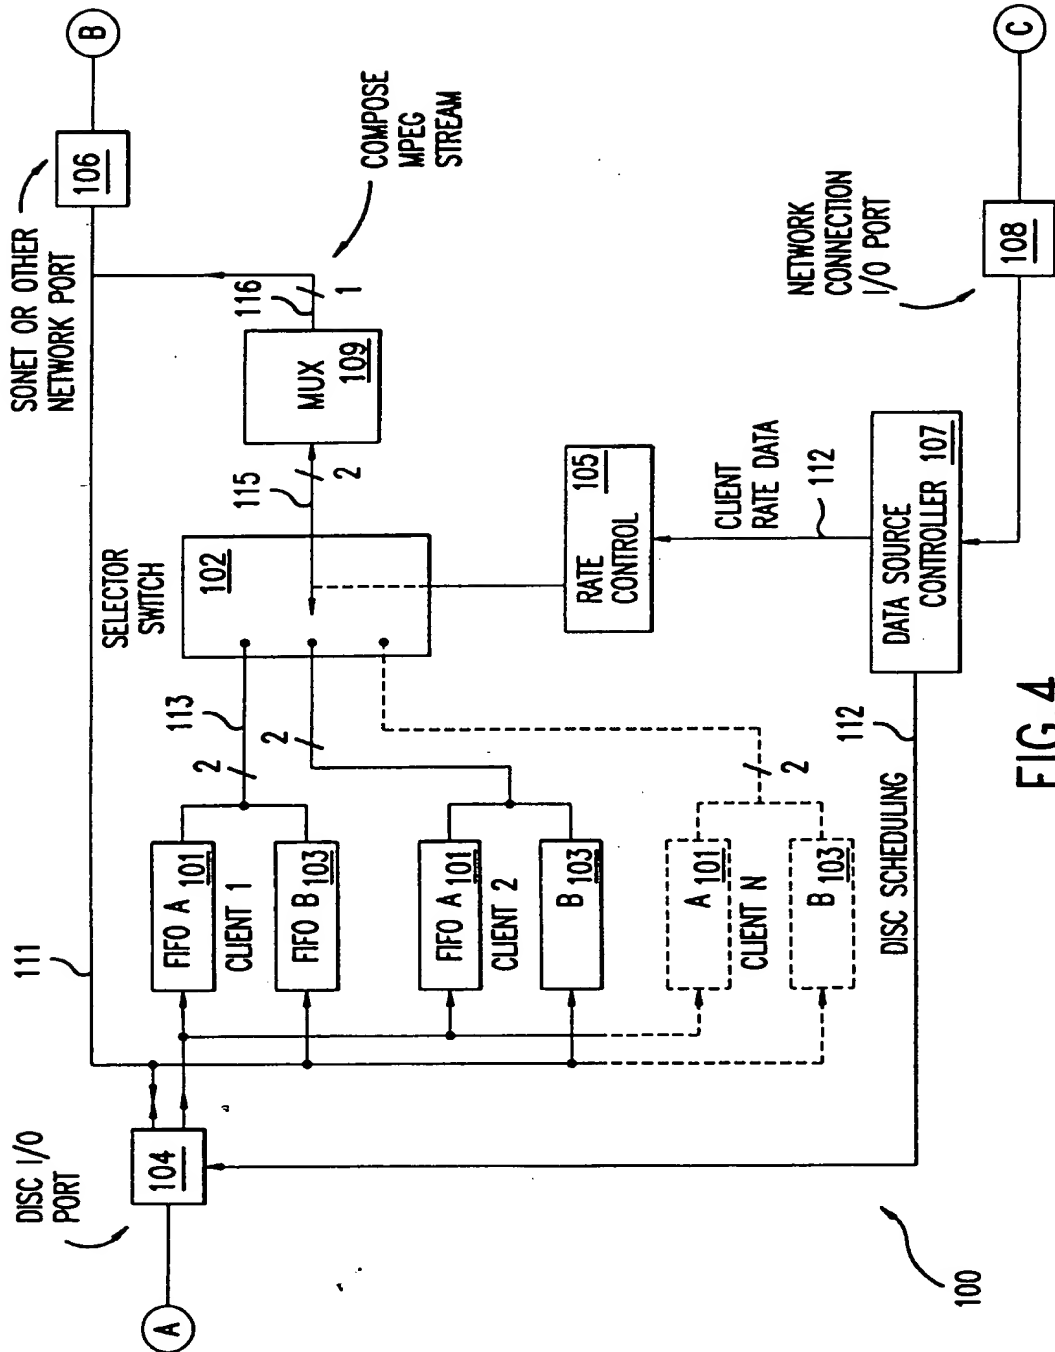 DISC I/O
PORT
A
104
111
FIFO A 101
CLIENT 1
FIFO B 103
FIFO A 101
CLIENT 2
B 103
A 101
CLIENT N
B 103
2
113
2
2
SELECTOR
SWITCH
102
115
2
MUX
109
116
1
COMPOSE
MPEG
STREAM
SONET OR OTHER
NETWORK PORT
106
B
RATE
CONTROL
105
CLIENT
RATE DATA
112
DISC SCHEDULING
112
DATA SOURCE
CONTROLLER 107
NETWORK
CONNECTION
I/O PORT
108
C
100
FIG 4